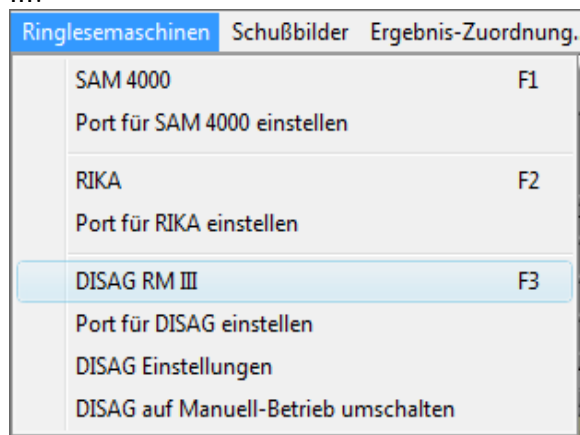 Ringlesemaschinen Schußbilder Ergebnis-Zuordnung.
SAM 4000 F1
Port für SAM 4000 einstellen
RIKA F2
Port für RIKA einstellen
DISAG RM III F3
Port für DISAG einstellen
DISAG Einstellungen
DISAG auf Manuell-Betrieb umschalten